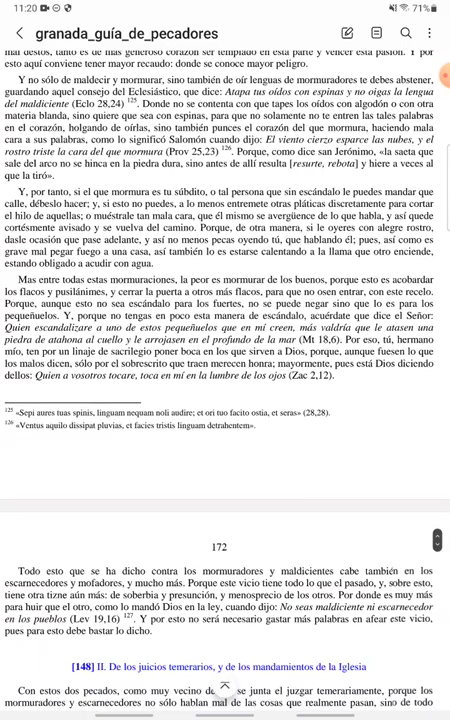 11:20
71%
granada_guía_de_pecadores
mal destos, tanto es de más generoso corazón ser templado en esta parte y vencer esta pasión. Y por
esto aquí conviene tener mayor recaudo: donde se conoce mayor peligro.
Y no sólo de maldecir y mormurar, sino también de oír lenguas de mormuradores te debes abstener,
guardando aquel consejo del Eclesiástico, que dice: Atapa tus oídos con espinas y no oigas la lengua
del maldiciente (Eclo 28,24) 125. Donde no se contenta con que tapes los oídos con algodón o con otra
materia blanda, sino quiere que sea con espinas, para que no solamente no te entren las tales palabras
en el corazón, holgando de oírlas, sino también punces el corazón del que mormura, haciendo mala
cara a sus palabras, como lo significó Salomón cuando dijo: El viento cierzo esparce las nubes, y el
rostro triste la cara del que mormura (Prov 25,23) 126. Porque, como dice san Jerónimo, «la saeta que
sale del arco no se hinca en la piedra dura, sino antes de allí resulta [resurte, rebota] y hiere a veces al
que la tiró».
Y, por tanto, si el que mormura es tu súbdito, o tal persona que sin escándalo le puedes mandar que
calle, débeslo hacer; y, si esto no puedes, a lo menos entremete otras pláticas discretamente para cortar
el hilo de aquellas; o muéstrale tan mala cara, que él mismo se avergüence de lo que habla, y así quede
cortésmente avisado y se vuelva del camino. Porque, de otra manera, si le oyeres con alegre rostro,
dasle ocasión que pase adelante, y así no menos pecas oyendo tú, que hablando él; pues, así como es
grave mal pegar fuego a una casa, así también lo es estarse calentando a la llama que otro enciende,
estando obligado a acudir con agua.
Mas entre todas estas mormuraciones, la peor es mormurar de los buenos, porque esto es acobardar
los flacos y pusilánimes, y cerrar la puerta a otros más flacos, para que no osen entrar, con este recelo.
Porque, aunque esto no sea escándalo para los fuertes, no se puede negar sino que lo es para los
pequeñuelos. Y, porque no tengas en poco esta manera de escándalo, acuérdate que dice el Señor:
Quien escandalizare a uno de estos pequeñuelos que en mí creen, más valdría que le atasen una
piedra de atahona al cuello y le arrojasen en el profundo de la mar (Mt 18,6). Por eso, tú, hermano
mío, ten por un linaje de sacrilegio poner boca en los que sirven a Dios, porque, aunque fuesen lo que
los malos dicen, sólo por el sobrescrito que traen merecen honra; mayormente, pues está Dios diciendo
dellos: Quien a vosotros tocare, toca en mí en la lumbre de los ojos (Zac 2,12).
125 «Sepi aures tuas spinis, linguam nequam noli audire; et ori tuo facito ostia, et seras» (28,28).
126 «Ventus aquilo dissipat pluvias, et facies tristis linguam detrahentem».
172
Todo esto que se ha dicho contra los mormuradores y maldicientes cabe también en los
escarnecedores y mofadores, y mucho más. Porque este vicio tiene todo lo que el pasado, y, sobre esto,
tiene otra tizne aún más: de soberbia y presunción, y menosprecio de los otros. Por donde es muy más
para huir que el otro, como lo mandó Dios en la ley, cuando dijo: No seas maldiciente ni escarnecedor
en los pueblos (Lev 19,16) 127. Y por esto no será necesario gastar más palabras en afear este vicio,
pues para esto debe bastar lo dicho.
[148] II. De los juicios temerarios, y de los mandamientos de la Iglesia
Con estos dos pecados, como muy vecino de se junta el juzgar temerariamente, porque los
mormuradores y escarnecedores no sólo hablan mal de las cosas que realmente pasan, sino de todo